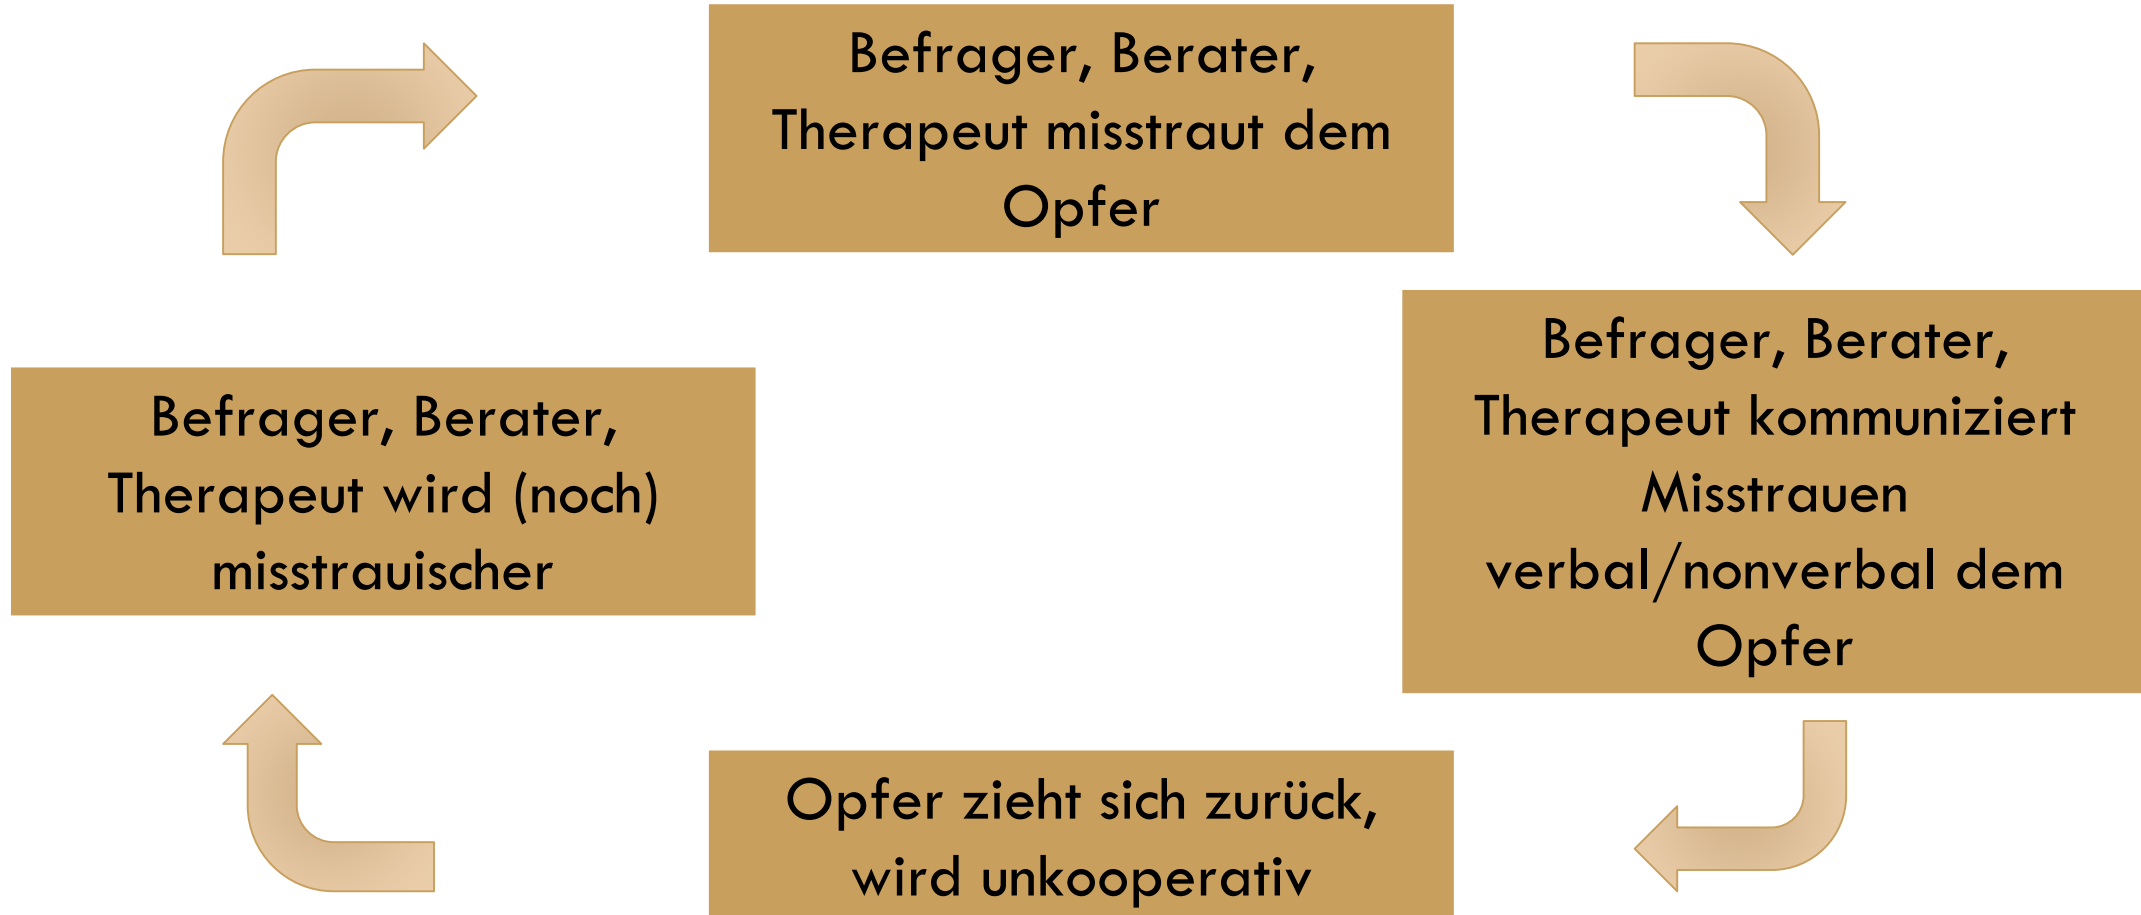 Befrager, Berater,
Therapeut misstraut dem
Opfer
Befrager, Berater,
Therapeut kommuniziert
Misstrauen
verbal/nonverbal dem
Opfer
Opfer zieht sich zurück,
wird unkooperativ
Befrager, Berater,
Therapeut wird (noch)
misstrauischer